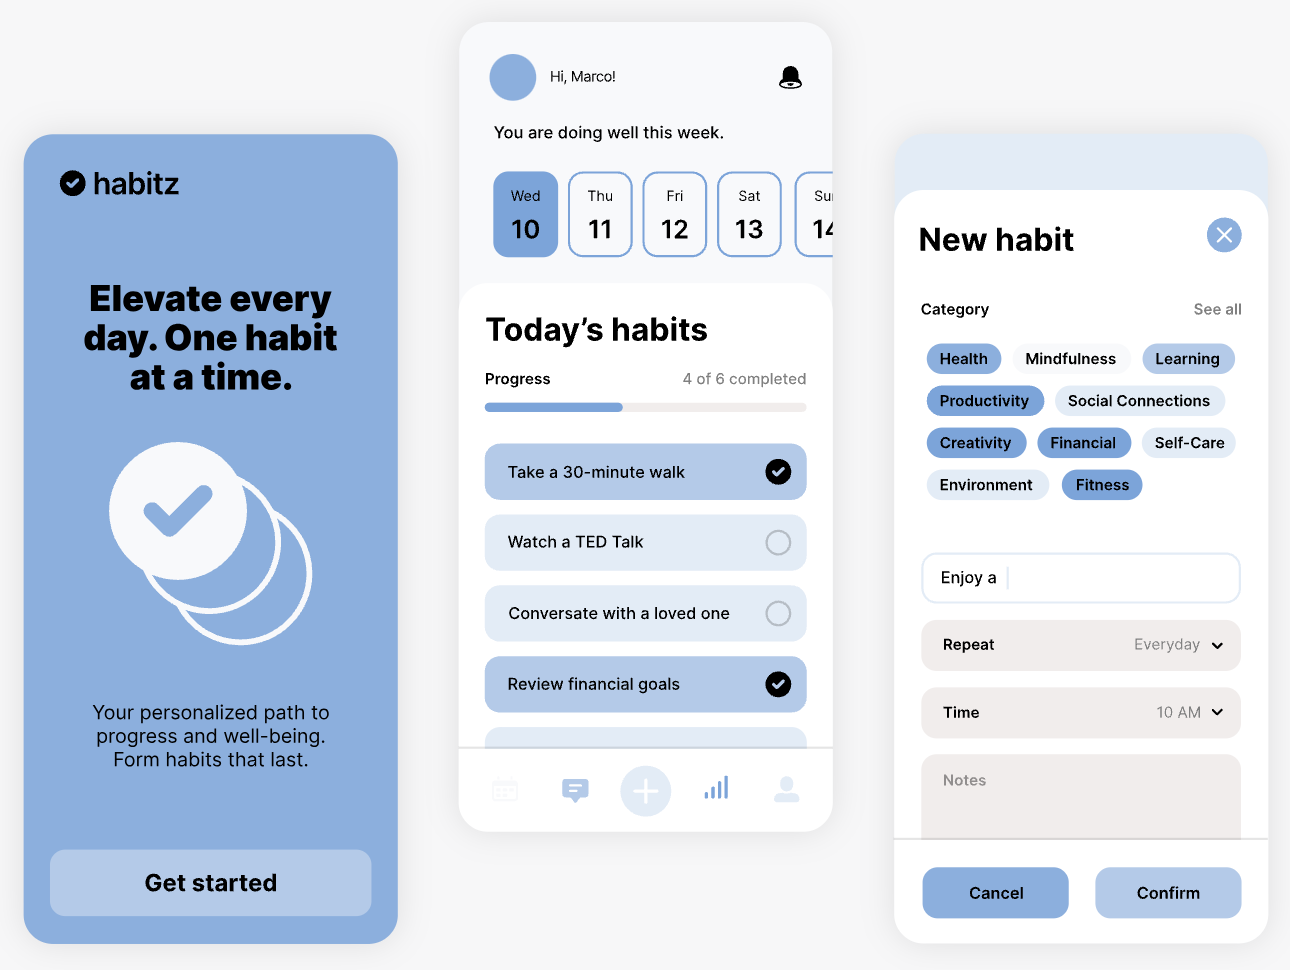 habitz
Elevate every
day. One habit
at a time.
Your personalized path to
progress and well-being.
Form habits that last.
Get started
Hi, Marco!
You are doing well this week.
Wed Thu Fri Sat Sun
10 11 12 13 14
Today’s habits
Progress 4 of 6 completed
Take a 30-minute walk
Watch a TED Talk
Conversate with a loved one
Review financial goals
New habit
Category See all
Health Mindfulness Learning
Productivity Social Connections
Creativity Financial Self-Care
Environment Fitness
Enjoy a
Repeat Everyday
Time 10 AM
Notes
Cancel Confirm